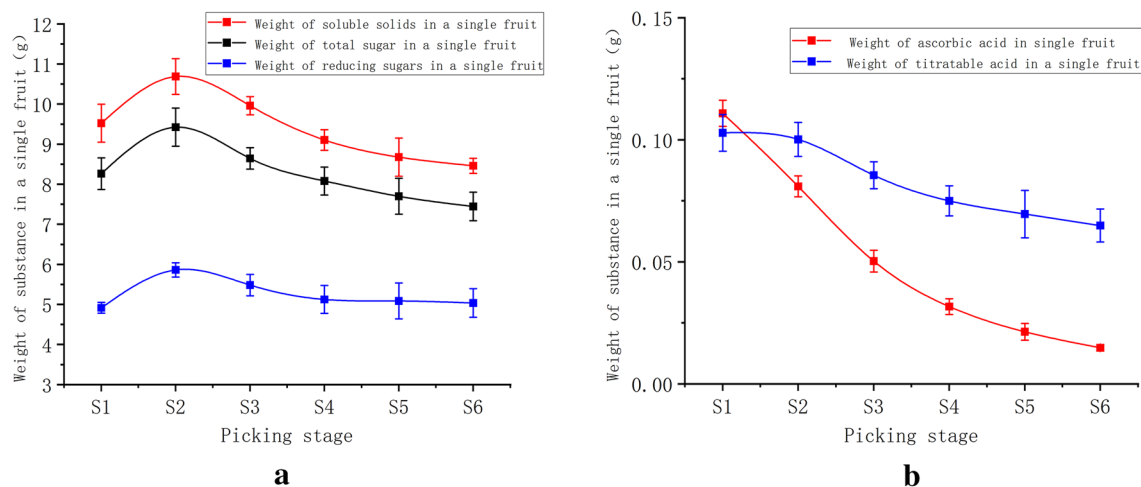 Weight of substance in a single fruit (g)
12
11
10
9
8
7
6
5
4
3
Weight of soluble solids in a single fruit
Weight of total sugar in a single fruit
Weight of reducing sugars in a single fruit
S1 S2 S3 S4 S5 S6
Picking stage
a
Weight of substance in a single fruit (g)
0.15
0.10
0.05
0.00
Weight of ascorbic acid in single fruit
Weight of titratable acid in a single fruit
S1 S2 S3 S4 S5 S6
Picking stage
b